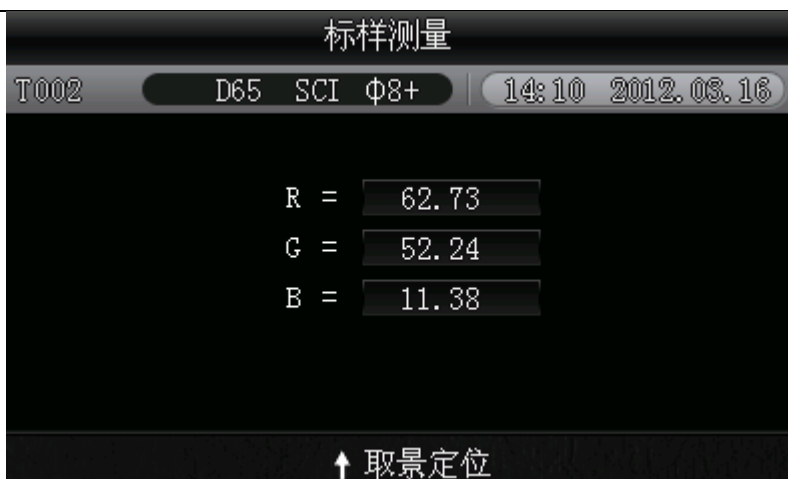 标样测量
T002 D65 SCI Φ8+ 14:10 2012.08.16
R = 62.73
G = 52.24
B = 11.38
↑ 取景定位